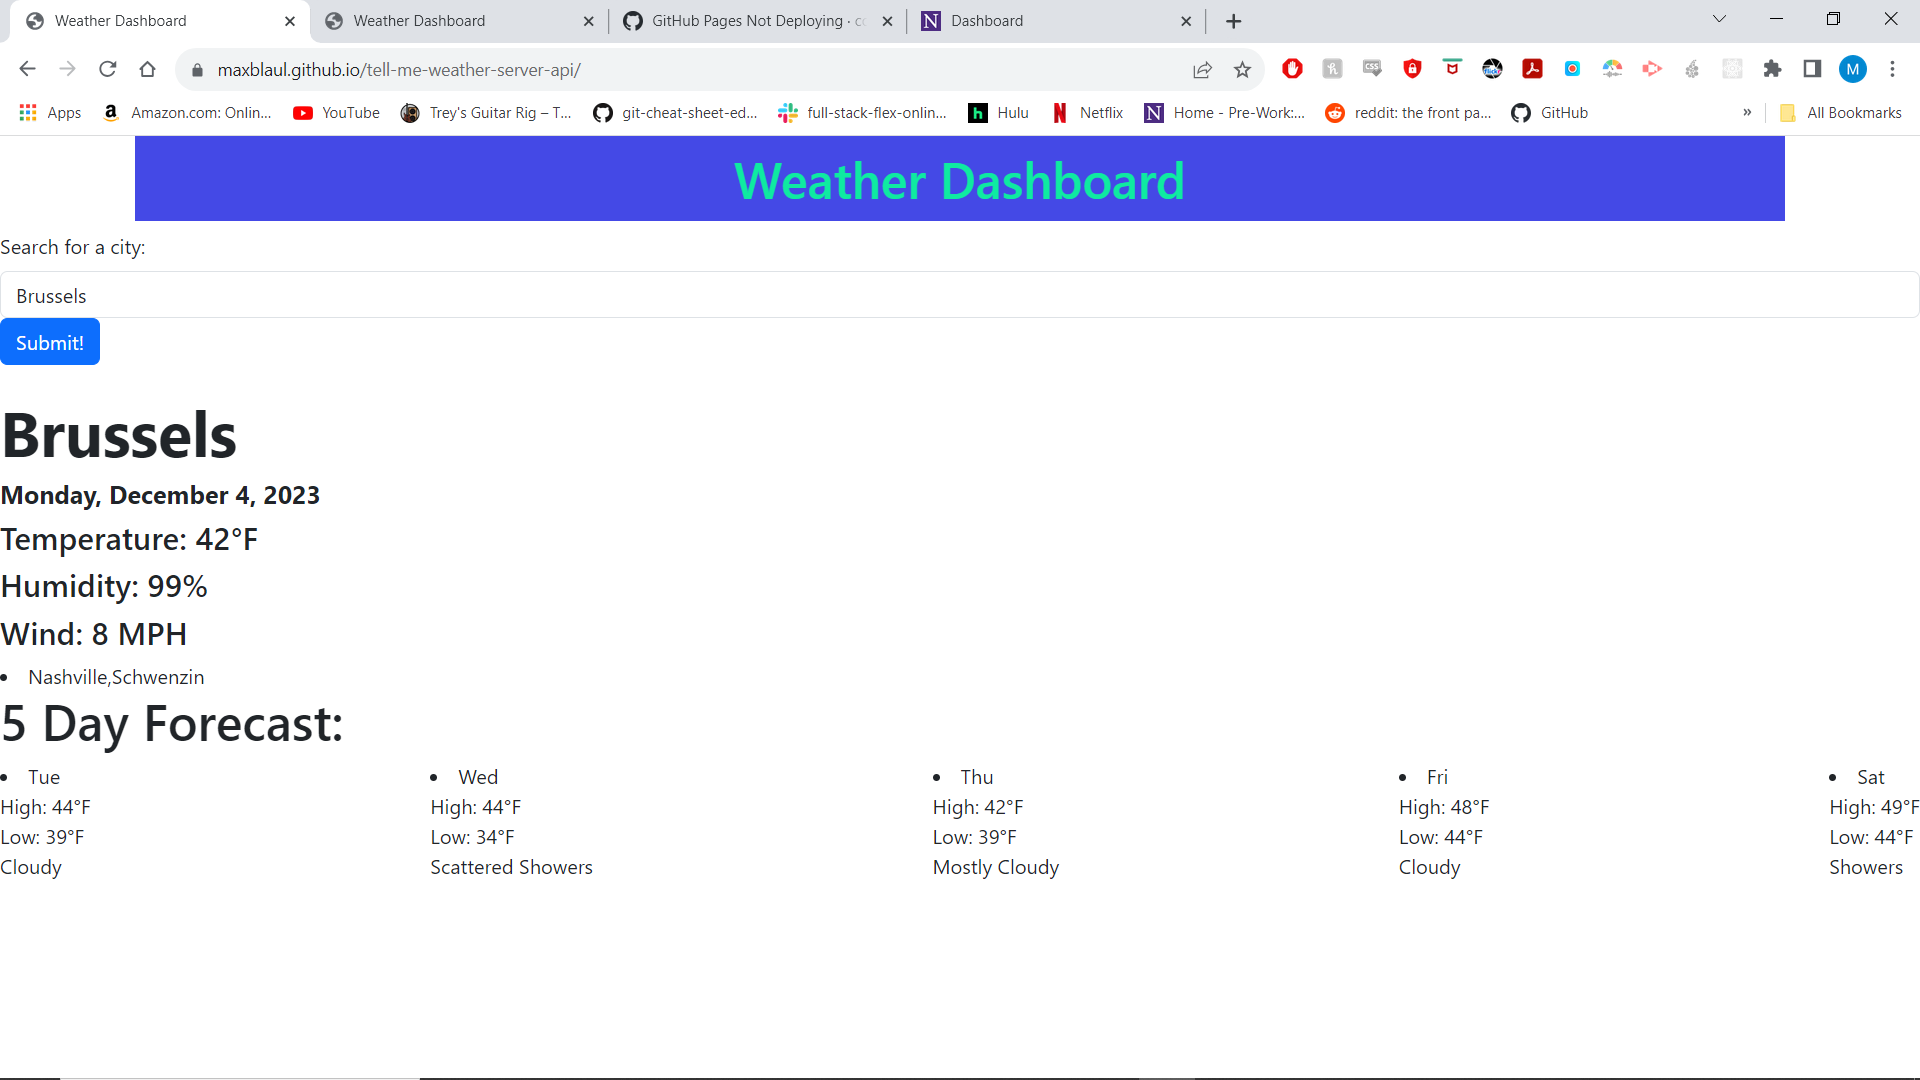 Weather Dashboard
Weather Dashboard
GitHub Pages Not Deploying ·
Dashboard
maxblaul.github.io/tell-me-weather-server-api/
M
Apps
Amazon.com: Onlin...
YouTube
Trey's Guitar Rig – T...
git-cheat-sheet-ed...
full-stack-flex-onlin...
Hulu
Netflix
Home - Pre-Work:...
reddit: the front pa...
GitHub
»
All Bookmarks
Weather Dashboard
Search for a city:
Brussels
Submit!
Brussels
Monday, December 4, 2023
Temperature: 42°F
Humidity: 99%
Wind: 8 MPH
• Nashville,Schwenzin
5 Day Forecast:
• Tue
High: 44°F
Low: 39°F
Cloudy
• Wed
High: 44°F
Low: 34°F
Scattered Showers
• Thu
High: 42°F
Low: 39°F
Mostly Cloudy
• Fri
High: 48°F
Low: 44°F
Cloudy
• Sat
High: 49°F
Low: 44°F
Showers